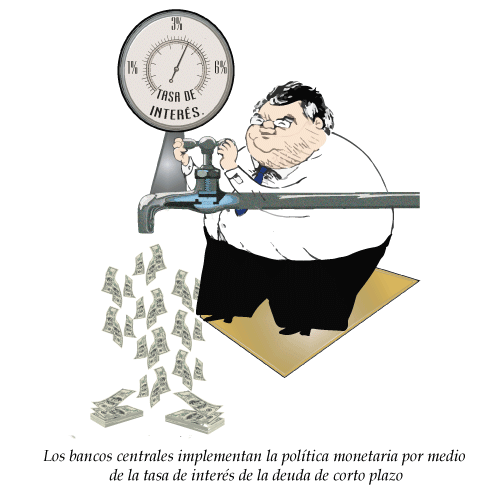 3%
1% 6%
TASA DE
INTERÉS.
Los bancos centrales implementan la política monetaria por medio
de la tasa de interés de la deuda de corto plazo